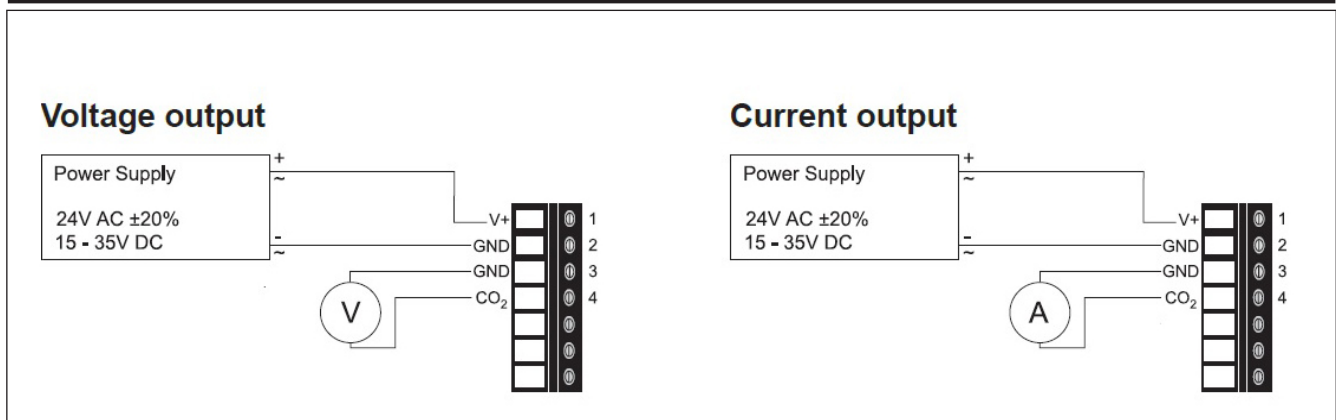 Voltage output
Power Supply
+
~
24V AC ±20%
15 - 35V DC
-
~
V+ 1
GND 2
GND 3
CO₂ 4
V
Current output
Power Supply
+
~
24V AC ±20%
15 - 35V DC
-
~
V+ 1
GND 2
GND 3
CO₂ 4
A